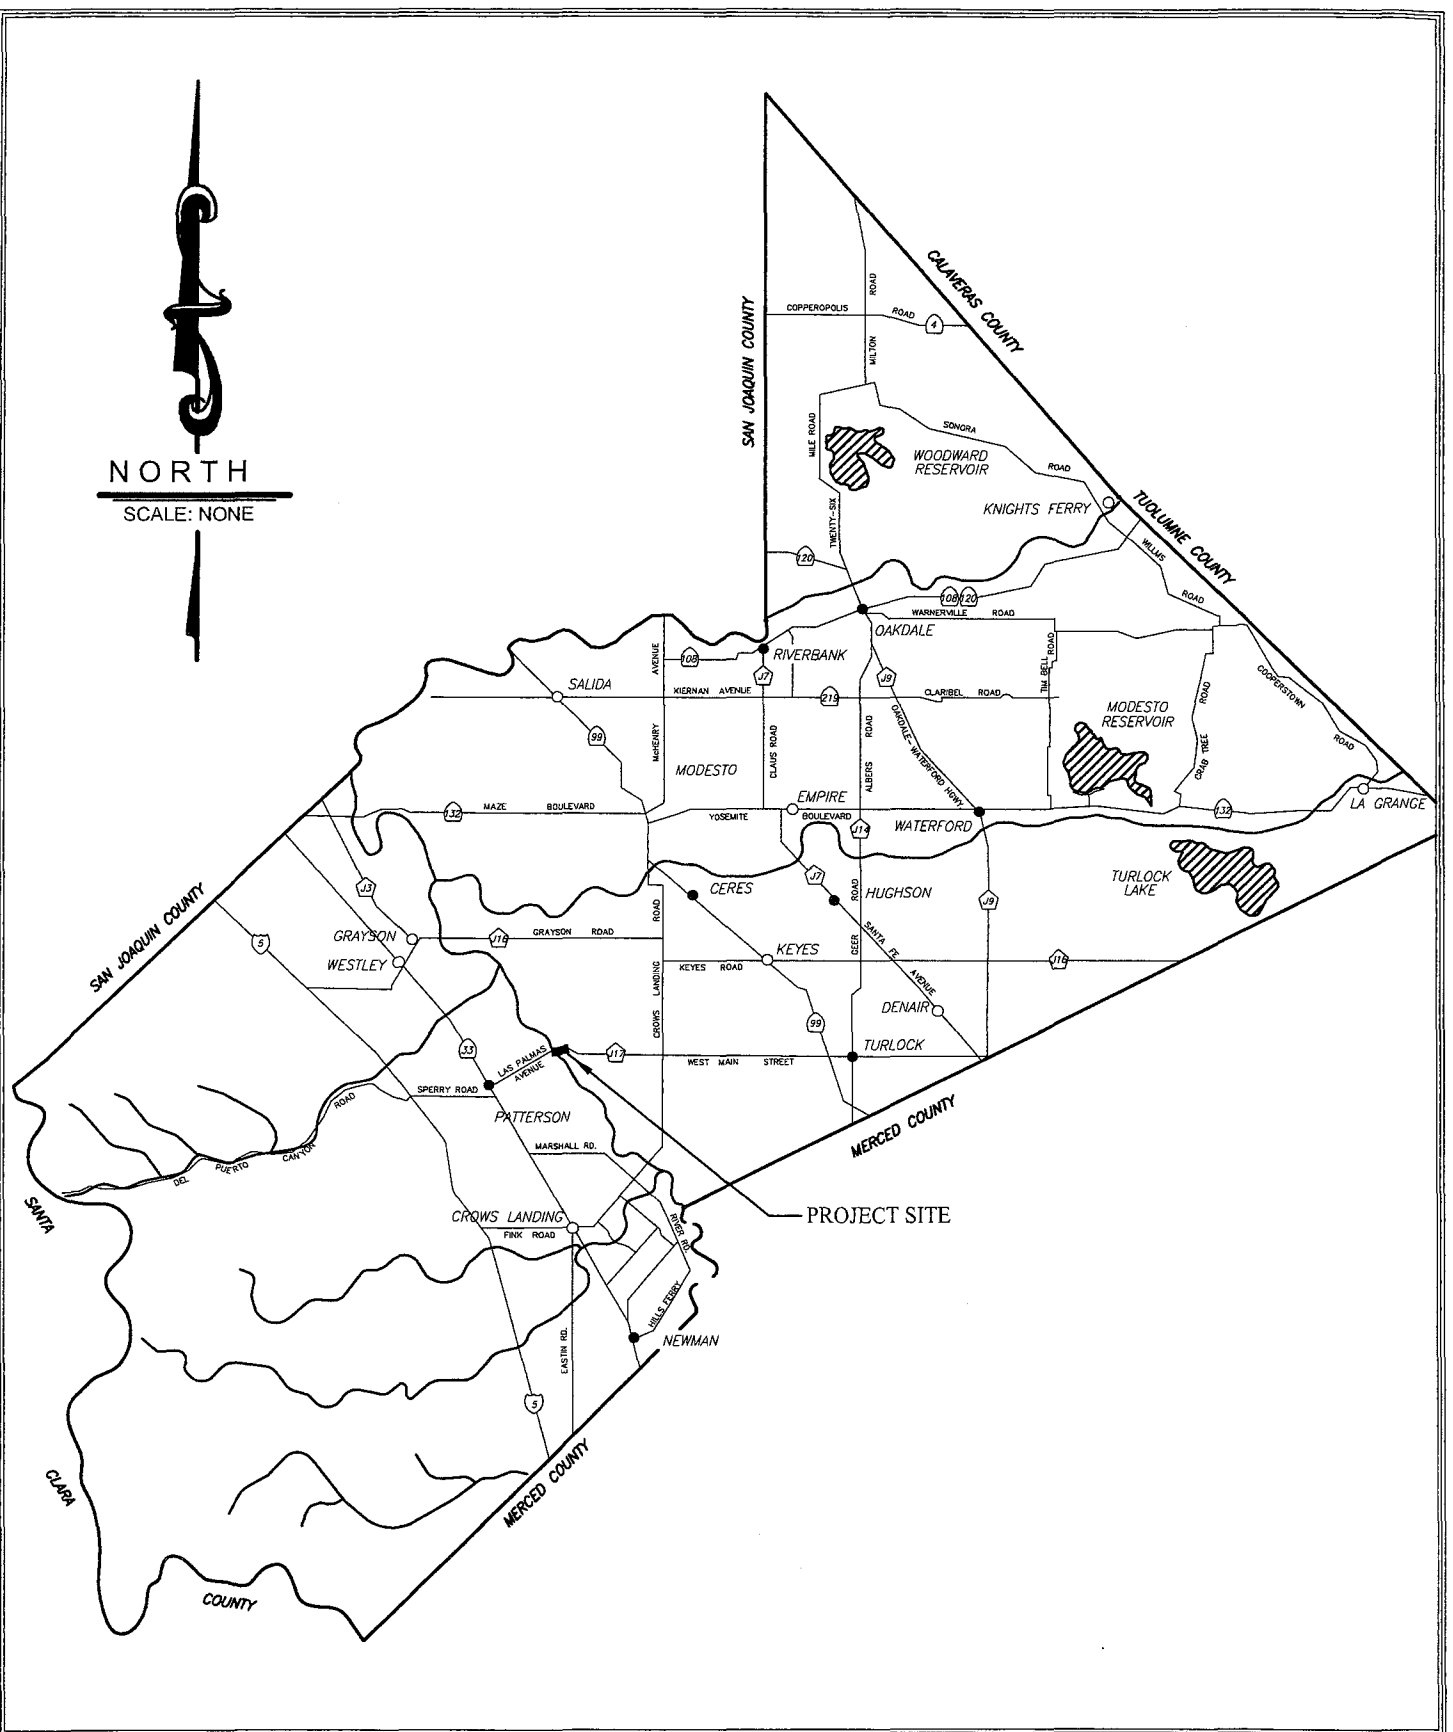 NORTH
SCALE: NONE
SAN JOAQUIN COUNTY
CALAVERAS COUNTY
COPPEROPOLIS ROAD
4
MILTON ROAD
MILE ROAD
TWENTY-SIX
SONORA ROAD
WOODWARD
RESERVOIR
KNIGHTS FERRY
TUOLUMNE COUNTY
WILLMS ROAD
120
108
120
WARNERVILLE ROAD
OAKDALE
RIVERBANK
108
J7
J9
SALIDA
McHENRY AVENUE
KIERNAN AVENUE
219
CLARIBEL ROAD
TIM BELL ROAD
COOPERSTOWN ROAD
CRAB TREE ROAD
MODESTO
RESERVOIR
99
MODESTO
CLAUS ROAD
ALBERS ROAD
OAKDALE-WATERFORD HGWY.
EMPIRE
132
MAZE BOULEVARD
YOSEMITE BOULEVARD
WATERFORD
J14
132
LA GRANGE
TURLOCK
LAKE
J3
CERES
J7
HUGHSON
J9
SAN JOAQUIN COUNTY
5
GRAYSON
J16
GRAYSON ROAD
WESTLEY
CROWS LANDING ROAD
KEYES ROAD
KEYES
GEER ROAD
SANTA FE AVENUE
J16
DENAIR
99
33
LAS PALMAS
AVENUE
J17
WEST MAIN STREET
TURLOCK
SPERRY ROAD
PATTERSON
MARSHALL RD.
MERCED COUNTY
DEL PUERTO CANYON ROAD
PROJECT SITE
CROWS LANDING
FINK ROAD
RIVER RD.
HILLS FERRY
NEWMAN
EASTIN RD.
5
MERCED COUNTY
SANTA
CLARA
COUNTY